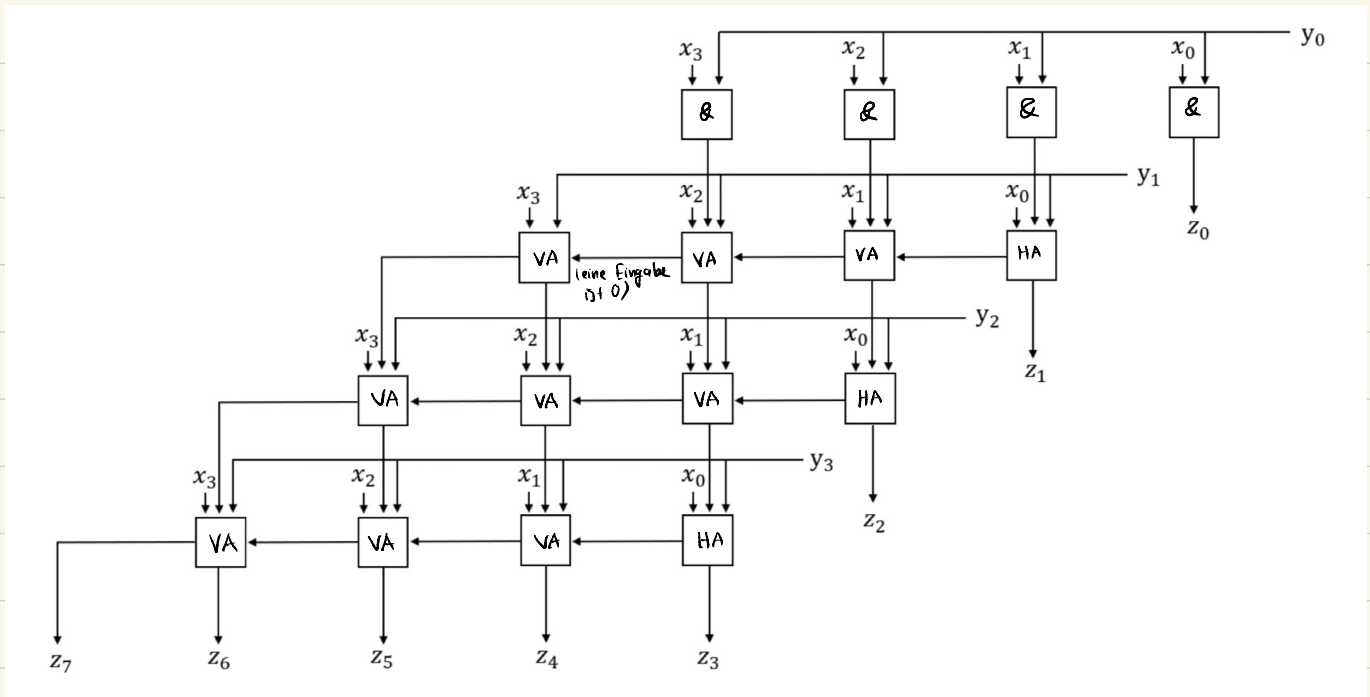 y₀
x₃ x₂ x₁ x₀
& & & &
y₁
x₃ x₂ x₁ x₀
z₀
VA VA VA HA
(eine Eingabe
ist 0)
y₂
x₃ x₂ x₁ x₀
z₁
VA VA VA HA
y₃
x₃ x₂ x₁ x₀
z₂
VA VA VA HA
z₇ z₆ z₅ z₄ z₃